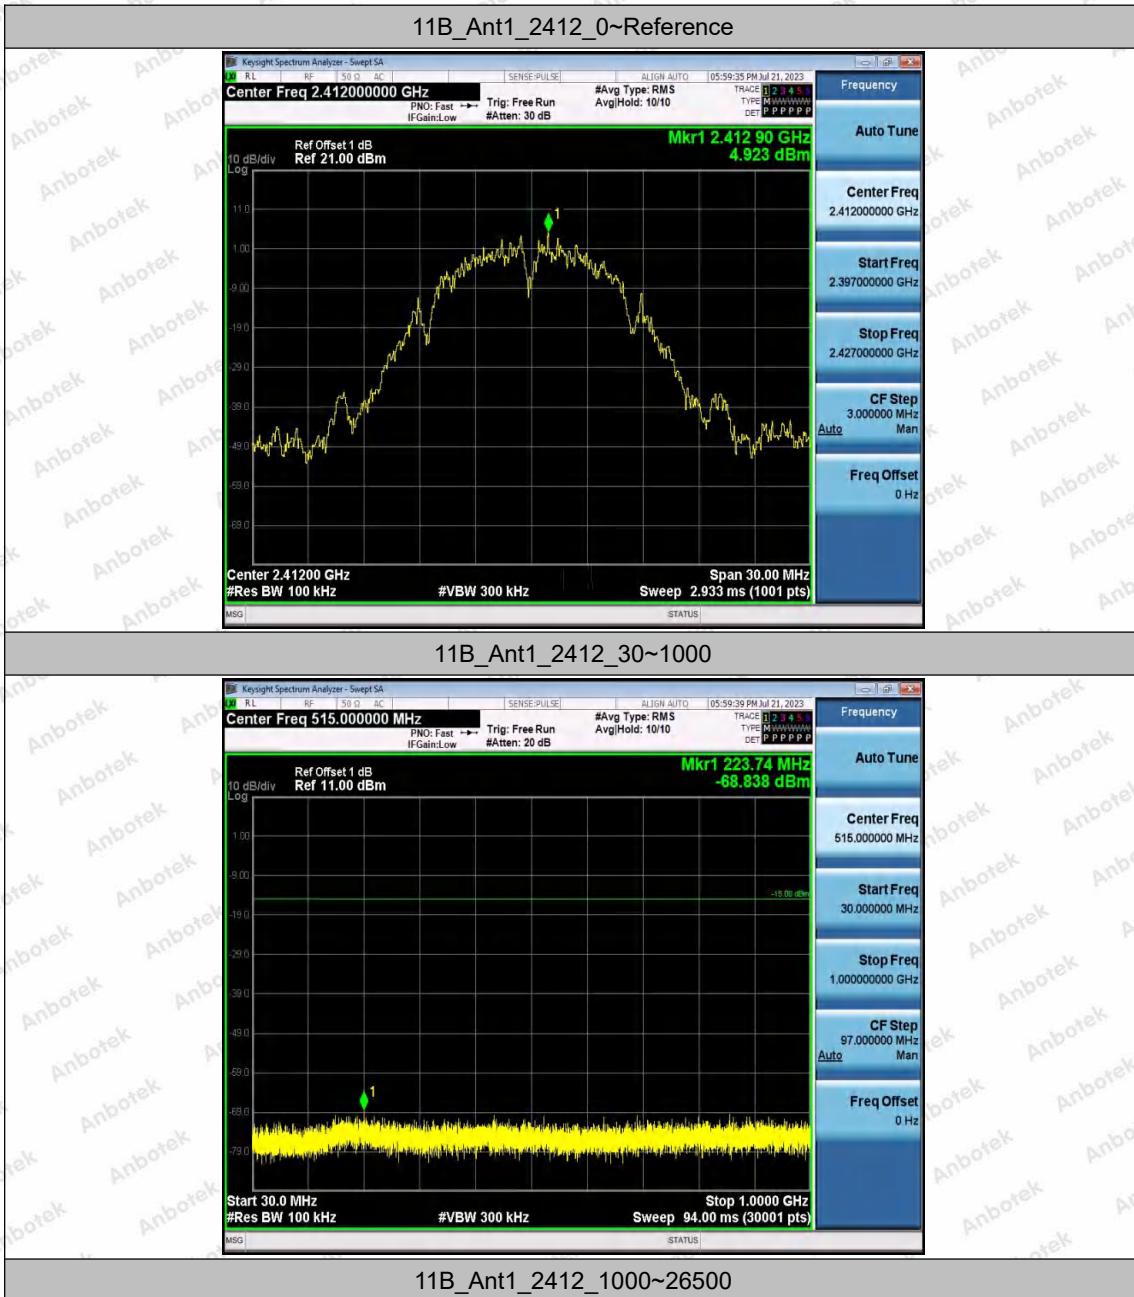 11B_Ant1_2412_0~Reference
Keysight Spectrum Analyzer - Swept SA
RL RF 50 Ω AC SENSE:PULSE ALIGN AUTO 05:59:35 PM Jul 21, 2023
Center Freq 2.412000000 GHz
PNO: Fast
IFGain:Low
Trig: Free Run
#Atten: 30 dB
#Avg Type: RMS
Avg|Hold: 10/10
TRACE 1 2 3 4 5 6
TYPE M W W W W W
DET P P P P P P
Ref Offset 1 dB
10 dB/div Ref 21.00 dBm
Log
Mkr1 2.412 90 GHz
4.923 dBm
1
11.0
1.00
-9.00
-19.0
-29.0
-39.0
-49.0
-59.0
-69.0
Center 2.41200 GHz Span 30.00 MHz
#Res BW 100 kHz #VBW 300 kHz Sweep 2.933 ms (1001 pts)
MSG STATUS
Frequency
Auto Tune
Center Freq
2.412000000 GHz
Start Freq
2.397000000 GHz
Stop Freq
2.427000000 GHz
CF Step
3.000000 MHz
Auto Man
Freq Offset
0 Hz
11B_Ant1_2412_30~1000
Keysight Spectrum Analyzer - Swept SA
RL RF 50 Ω AC SENSE:PULSE ALIGN AUTO 05:59:39 PM Jul 21, 2023
Center Freq 515.000000 MHz
PNO: Fast
IFGain:Low
Trig: Free Run
#Atten: 20 dB
#Avg Type: RMS
Avg|Hold: 10/10
TRACE 1 2 3 4 5 6
TYPE M W W W W W
DET P P P P P P
Ref Offset 1 dB
10 dB/div Ref 11.00 dBm
Log
Mkr1 223.74 MHz
-68.838 dBm
1.00
-9.00
-15.08 dBm
-19.0
-29.0
-39.0
-49.0
-59.0
1
-69.0
-79.0
Start 30.0 MHz Stop 1.0000 GHz
#Res BW 100 kHz #VBW 300 kHz Sweep 94.00 ms (30001 pts)
MSG STATUS
Frequency
Auto Tune
Center Freq
515.000000 MHz
Start Freq
30.000000 MHz
Stop Freq
1.000000000 GHz
CF Step
97.000000 MHz
Auto Man
Freq Offset
0 Hz
11B_Ant1_2412_1000~26500
Anbotek